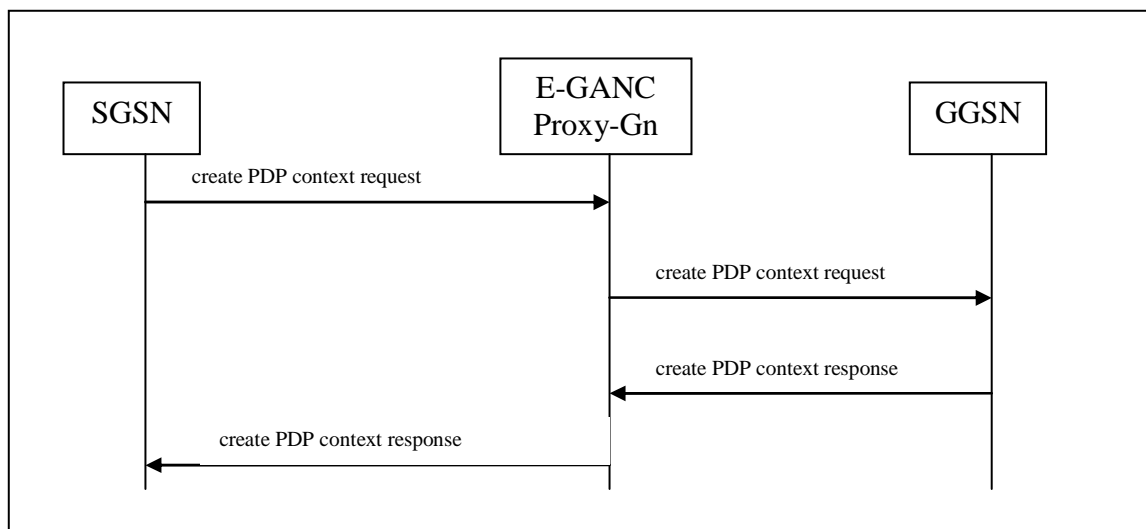 SGSN
E-GANC
Proxy-Gn
GGSN
create PDP context request
create PDP context request
create PDP context response
create PDP context response